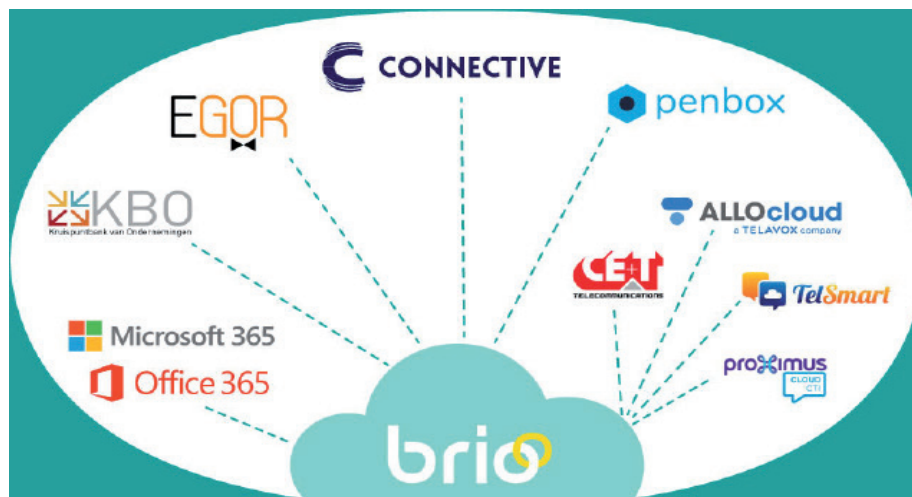 CONNECTIVE
EGOR
penbox
KBO
Kruispuntbank van Ondernemingen
ALLOcloud
a TELAVOX company
CE+T
TELECOMMUNICATIONS
TelSmart
Microsoft 365
Office 365
proximus
CLOUD
CTI
brio